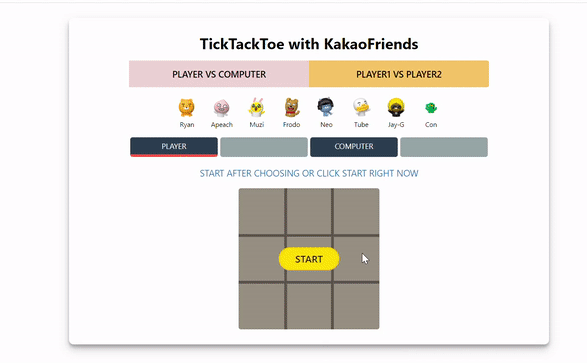 TickTackToe with KakaoFriends
PLAYER VS COMPUTER PLAYER1 VS PLAYER2
Ryan Apeach Muzi Frodo Neo Tube Jay-G Con
PLAYER COMPUTER
START AFTER CHOOSING OR CLICK START RIGHT NOW
START